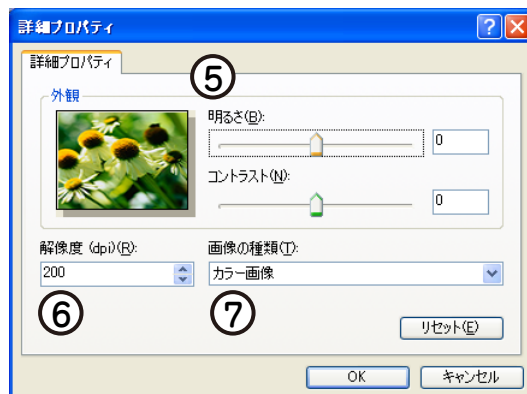 詳細プロパティ
詳細プロパティ
⑤
外観
明るさ(B):
0
コントラスト(N):
0
解像度 (dpi)(R):
画像の種類(T):
200
カラー画像
⑥
⑦
リセット(E)
OK
キャンセル